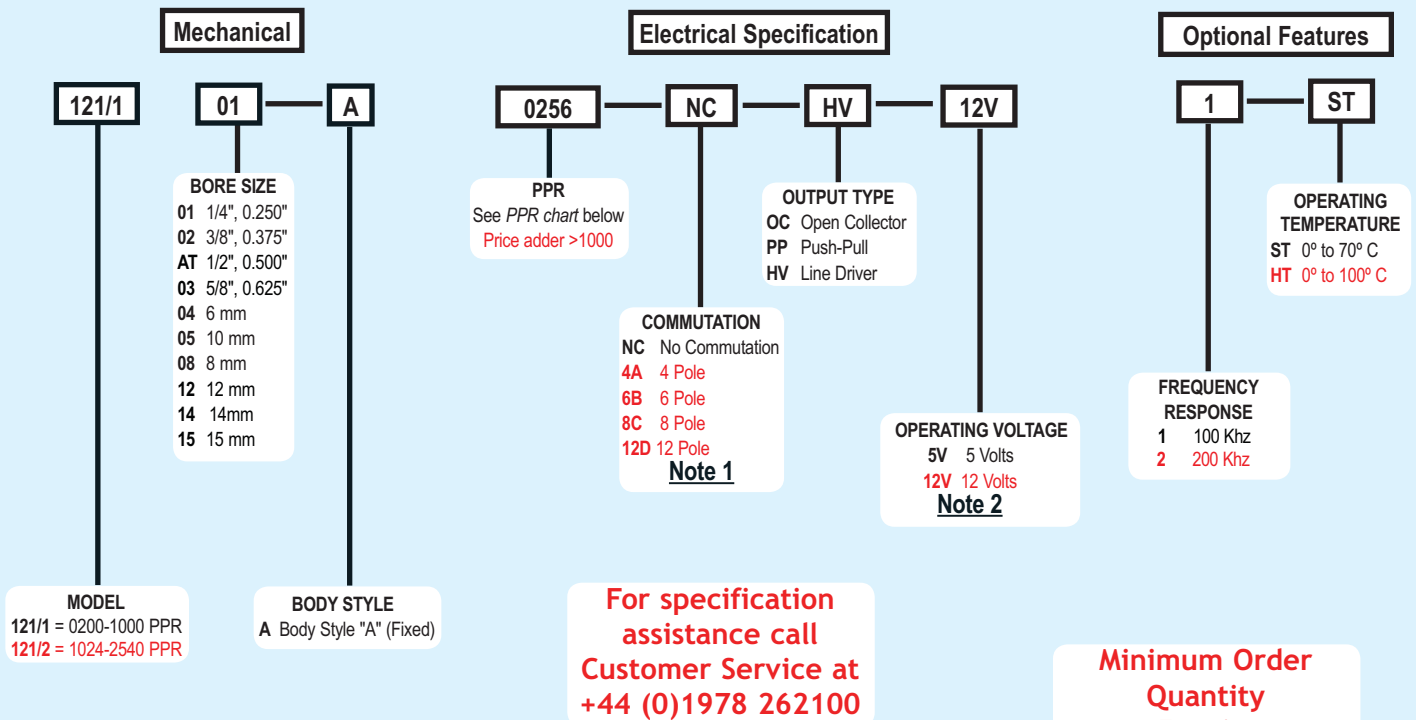 Mechanical
Electrical Specification
Optional Features
121/1
01
A
0256
NC
HV
12V
1
ST
BORE SIZE
01 1/4", 0.250"
02 3/8", 0.375"
AT 1/2", 0.500"
03 5/8", 0.625"
04 6 mm
05 10 mm
08 8 mm
12 12 mm
14 14mm
15 15 mm
PPR
See PPR chart below
Price adder >1000
OUTPUT TYPE
OC Open Collector
PP Push-Pull
HV Line Driver
OPERATING
TEMPERATURE
ST 0º to 70º C
HT 0º to 100º C
COMMUTATION
NC No Commutation
4A 4 Pole
6B 6 Pole
8C 8 Pole
12D 12 Pole
Note 1
OPERATING VOLTAGE
5V 5 Volts
12V 12 Volts
Note 2
FREQUENCY
RESPONSE
1 100 Khz
2 200 Khz
MODEL
121/1 = 0200-1000 PPR
121/2 = 1024-2540 PPR
BODY STYLE
A Body Style "A" (Fixed)
For specification
assistance call
Customer Service at
+44 (0)1978 262100
Minimum Order
Quantity